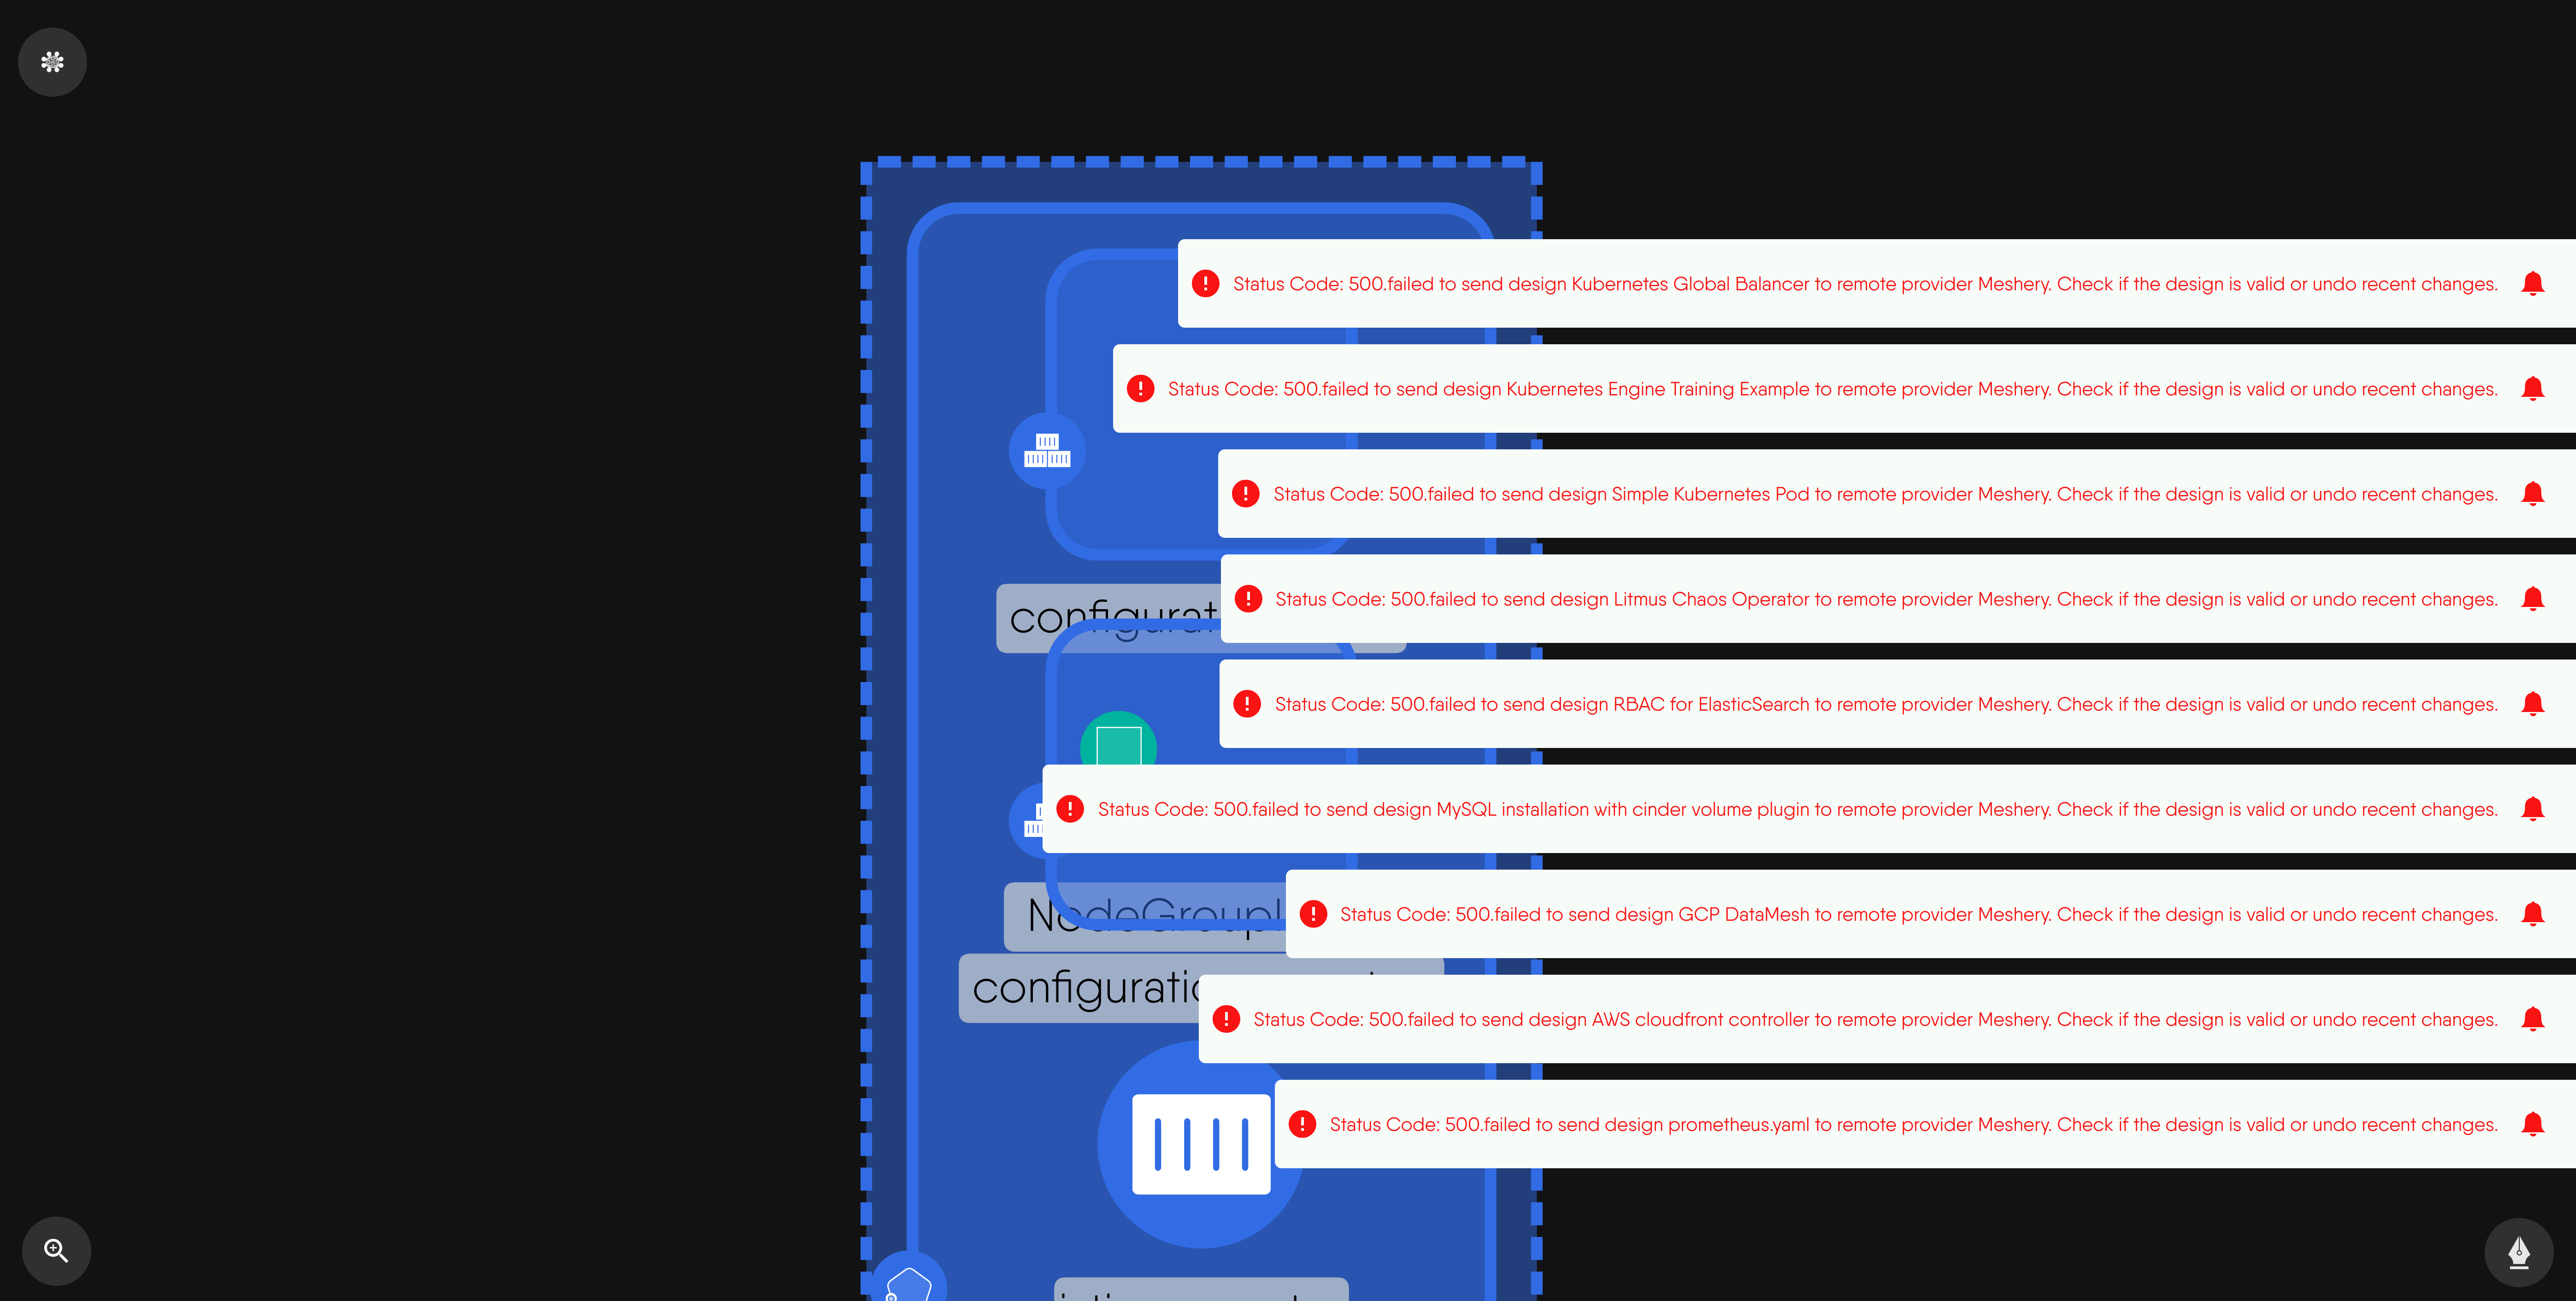 Status Code: 500.failed to send design Kubernetes Global Balancer to remote provider Meshery. Check if the design is valid or undo recent changes.
Status Code: 500.failed to send design Kubernetes Engine Training Example to remote provider Meshery. Check if the design is valid or undo recent changes.
Status Code: 500.failed to send design Simple Kubernetes Pod to remote provider Meshery. Check if the design is valid or undo recent changes.
Status Code: 500.failed to send design Litmus Chaos Operator to remote provider Meshery. Check if the design is valid or undo recent changes.
configurat
Status Code: 500.failed to send design RBAC for ElasticSearch to remote provider Meshery. Check if the design is valid or undo recent changes.
Status Code: 500.failed to send design MySQL installation with cinder volume plugin to remote provider Meshery. Check if the design is valid or undo recent changes.
NodeGroup
Status Code: 500.failed to send design GCP DataMesh to remote provider Meshery. Check if the design is valid or undo recent changes.
configuratio
Status Code: 500.failed to send design AWS cloudfront controller to remote provider Meshery. Check if the design is valid or undo recent changes.
Status Code: 500.failed to send design prometheus.yaml to remote provider Meshery. Check if the design is valid or undo recent changes.